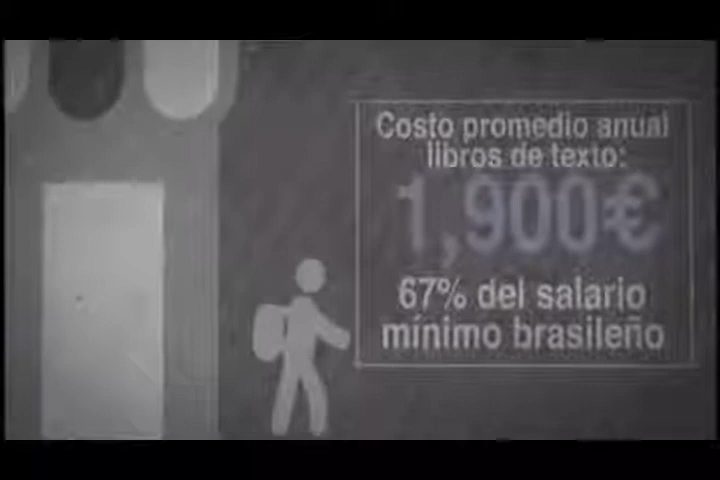 Costo promedio anual
libros de texto:
1,900€
67% del salario
mínimo brasileño